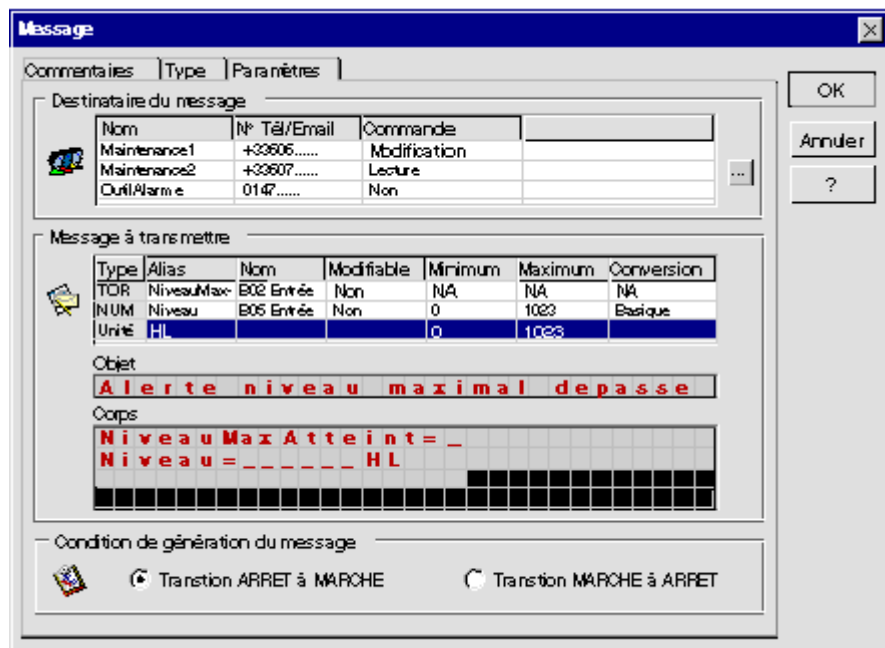 Message
Commentaires Type Paramètres
OK
Annuler
?
Destinataire du message
Nom N° Tél/Email Commande
Maintenance1 +33606...... Modification
Maintenance2 +33607...... Lecture
OutilAlarme 0147...... Non
...
Message à transmettre
Type Alias Nom Modifiable Minimum Maximum Conversion
TOR NiveauMax- B02 Entrée Non NA NA NA
NUM Niveau B05 Entrée Non 0 1023 Basique
Unité HL 0 1023
Objet
Alerte niveau maximal depasse
Corps
NiveauMaxAtteint=_
Niveau=______HL
Condition de génération du message
Transtion ARRET à MARCHE Transtion MARCHE à ARRET